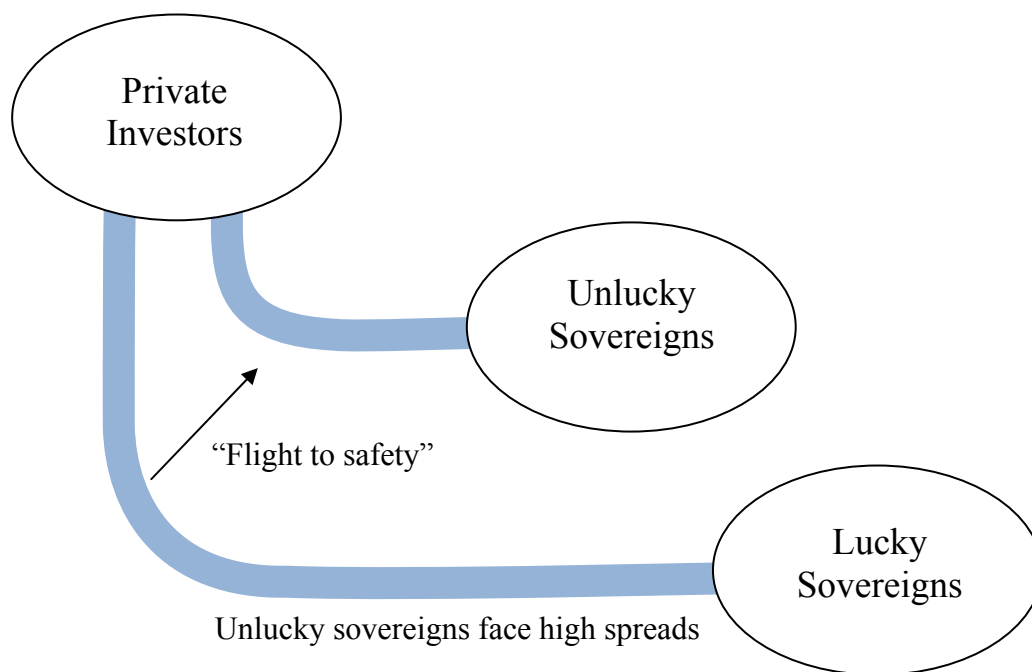 Private
Investors
Unlucky
Sovereigns
“Flight to safety”
Lucky
Sovereigns
Unlucky sovereigns face high spreads